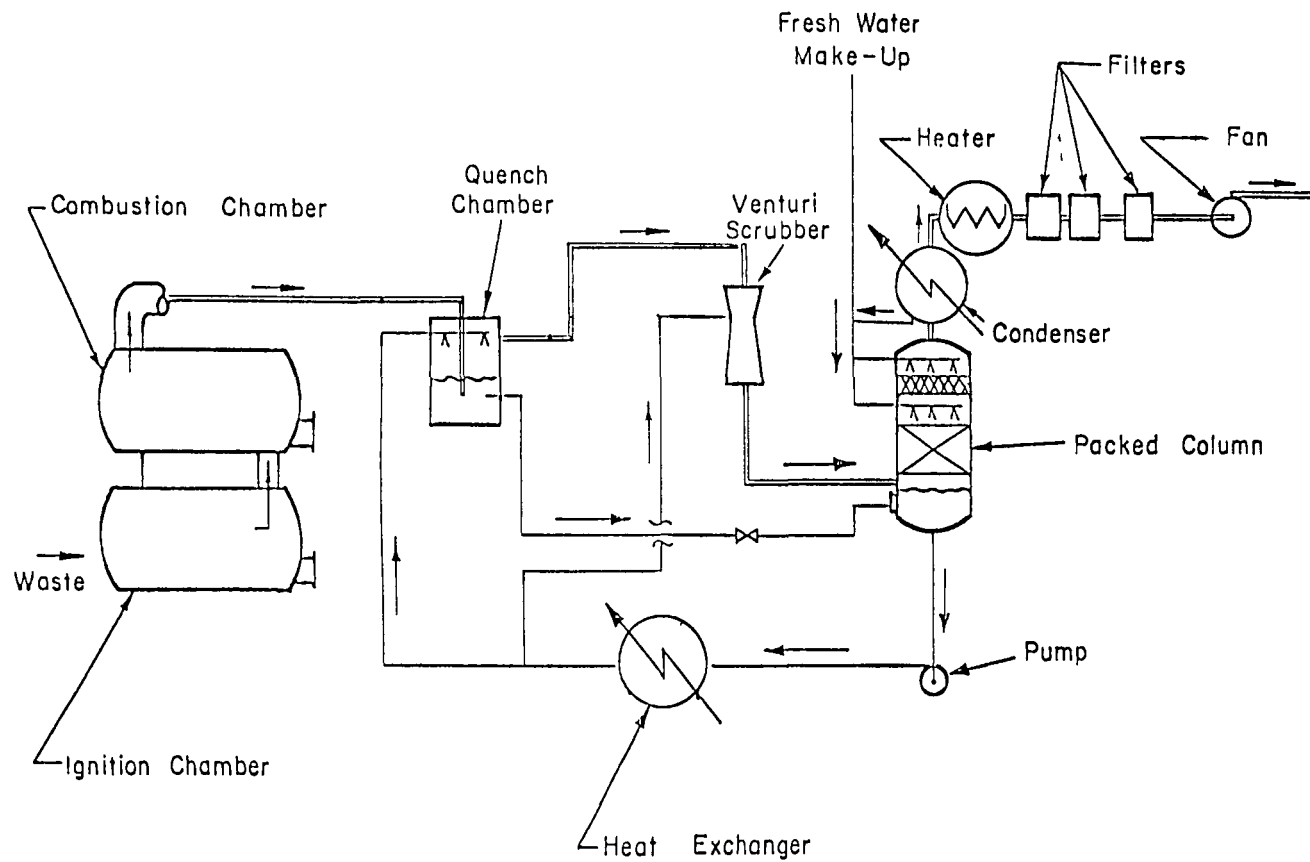 Fresh Water
Make-Up
Filters
Heater
Fan
Quench
Chamber
Combustion Chamber
Venturi
Scrubber
Condenser
Packed Column
Waste
Pump
Ignition Chamber
Heat Exchanger